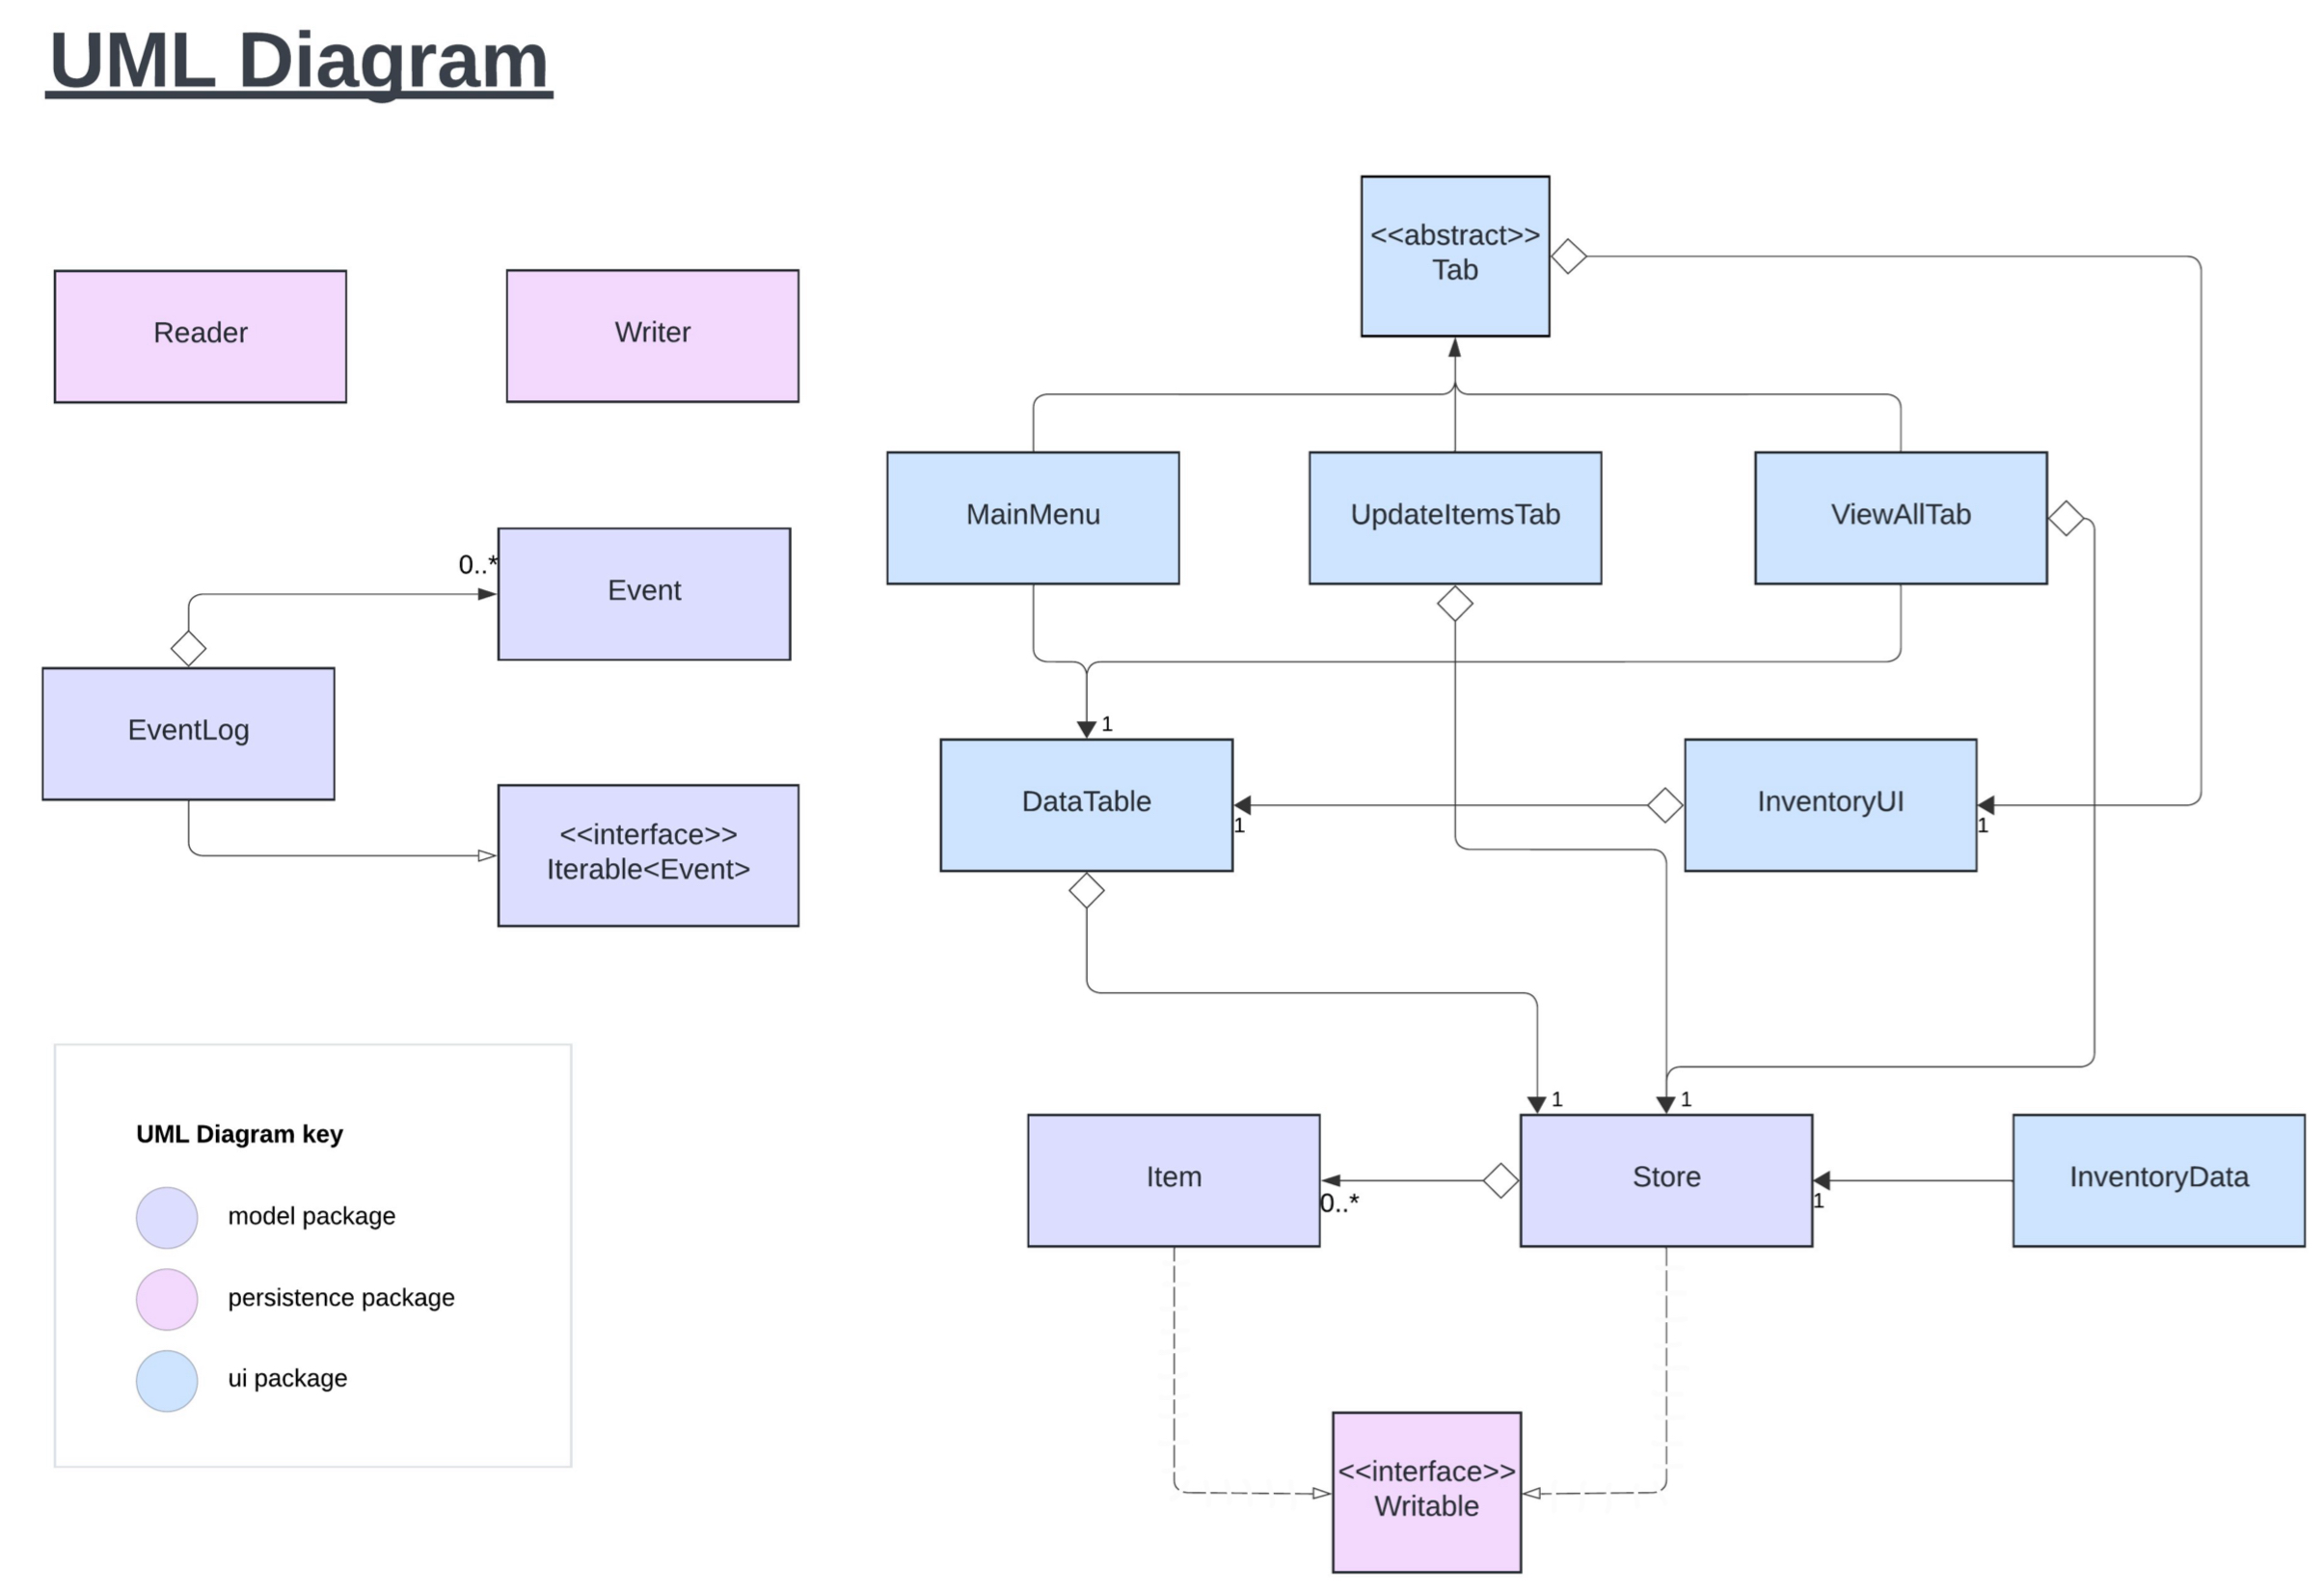 UML Diagram
<<abstract>>
Tab
Reader
Writer
MainMenu
UpdateItemsTab
ViewAllTab
0..*
Event
EventLog
1
DataTable
1
InventoryUI
1
<<interface>>
Iterable<Event>
1
1
Item
0..*
Store
1
InventoryData
UML Diagram key
model package
persistence package
ui package
<<interface>>
Writable